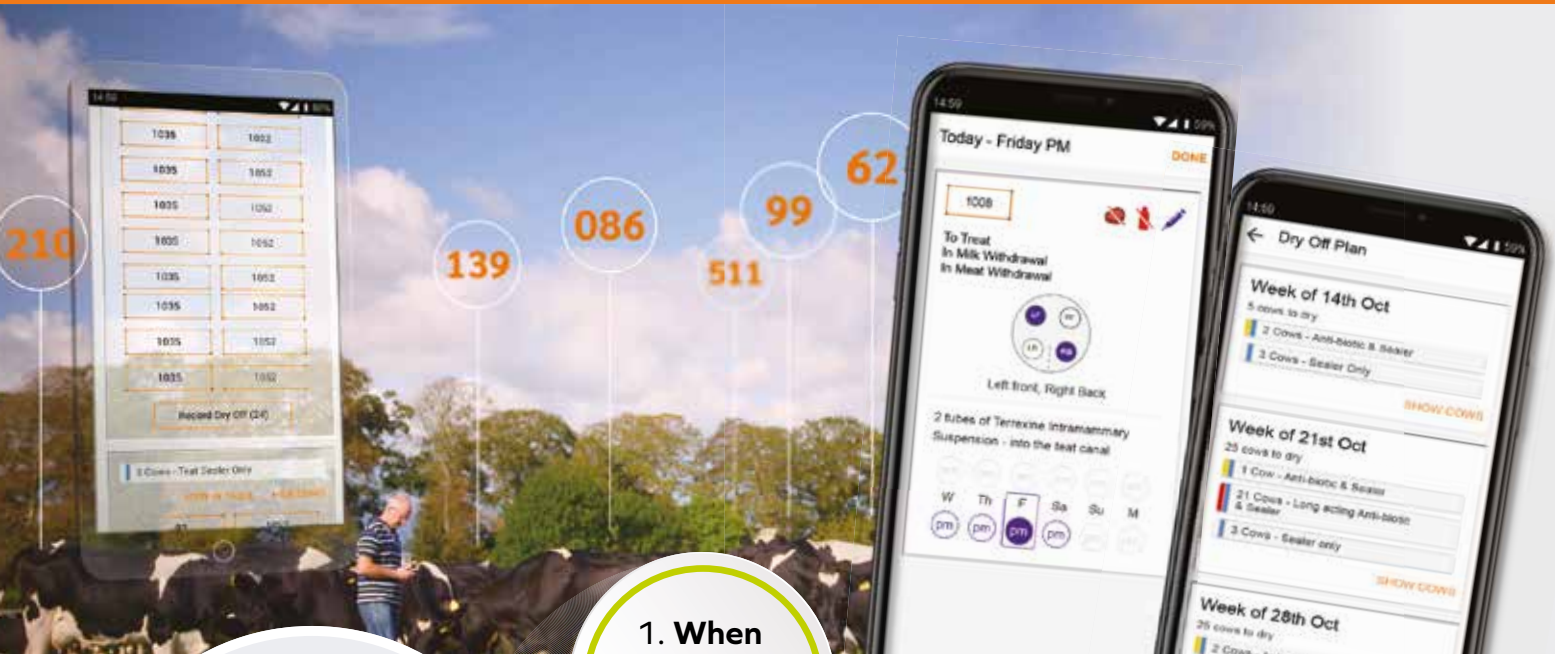 14:59
1035 1052
1035 1052
1035 1052
1035 1052
1035 1052
1035 1052
1035 1052
1035 1052
Record Dry Off (24)
3 Cows - Teat Sealer Only
210
139
086
511
99
62
1. When
14:59
59%
Today - Friday PM
DONE
1008
To Treat
In Milk Withdrawal
In Meat Withdrawal
LF
RF
LB
RB
Left front, Right Back
2 tubes of Terrexine Intramammary
Suspension - into the teat canal
W Th F Sa Su M
pm pm pm pm
14:59
59%
Dry Off Plan
Week of 14th Oct
5 cows to dry
2 Cows - Anti-biotic & Sealer
3 Cows - Sealer Only
SHOW COWS
Week of 21st Oct
25 cows to dry
1 Cow - Anti-biotic & Sealer
21 Cows - Long acting Anti-biotic
& Sealer
3 Cows - Sealer only
SHOW COWS
Week of 28th Oct
25 cows to dry
2 Cows